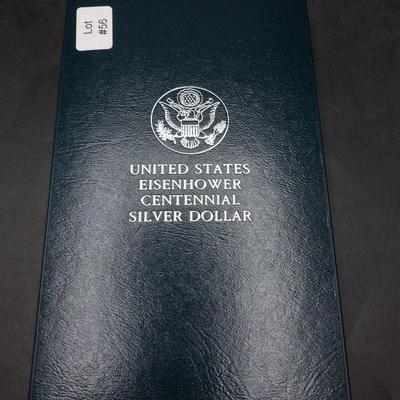 Lot
#56
UNITED STATES
EISENHOWER
CENTENNIAL
SILVER DOLLAR